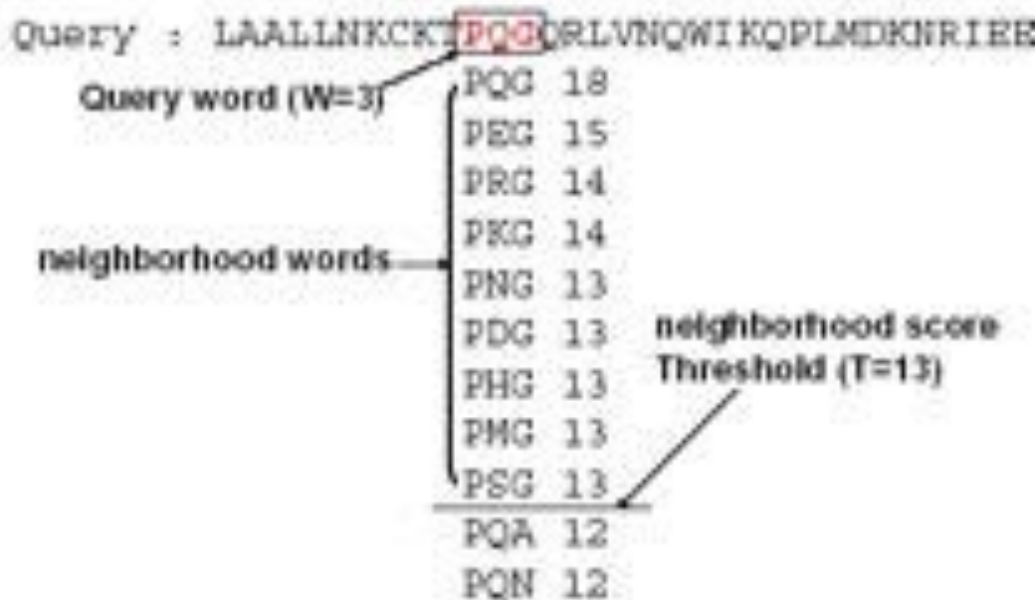 Query : LAALLNKCKTPQGQRLVNQWIKQPLMDKNRIEE
Query word (W=3)
PQG 18
PEG 15
PRG 14
PKG 14
neighborhood words
PNG 13
PDG 13
neighborhood score
Threshold (T=13)
PHG 13
PMG 13
PSG 13
PQA 12
PQN 12